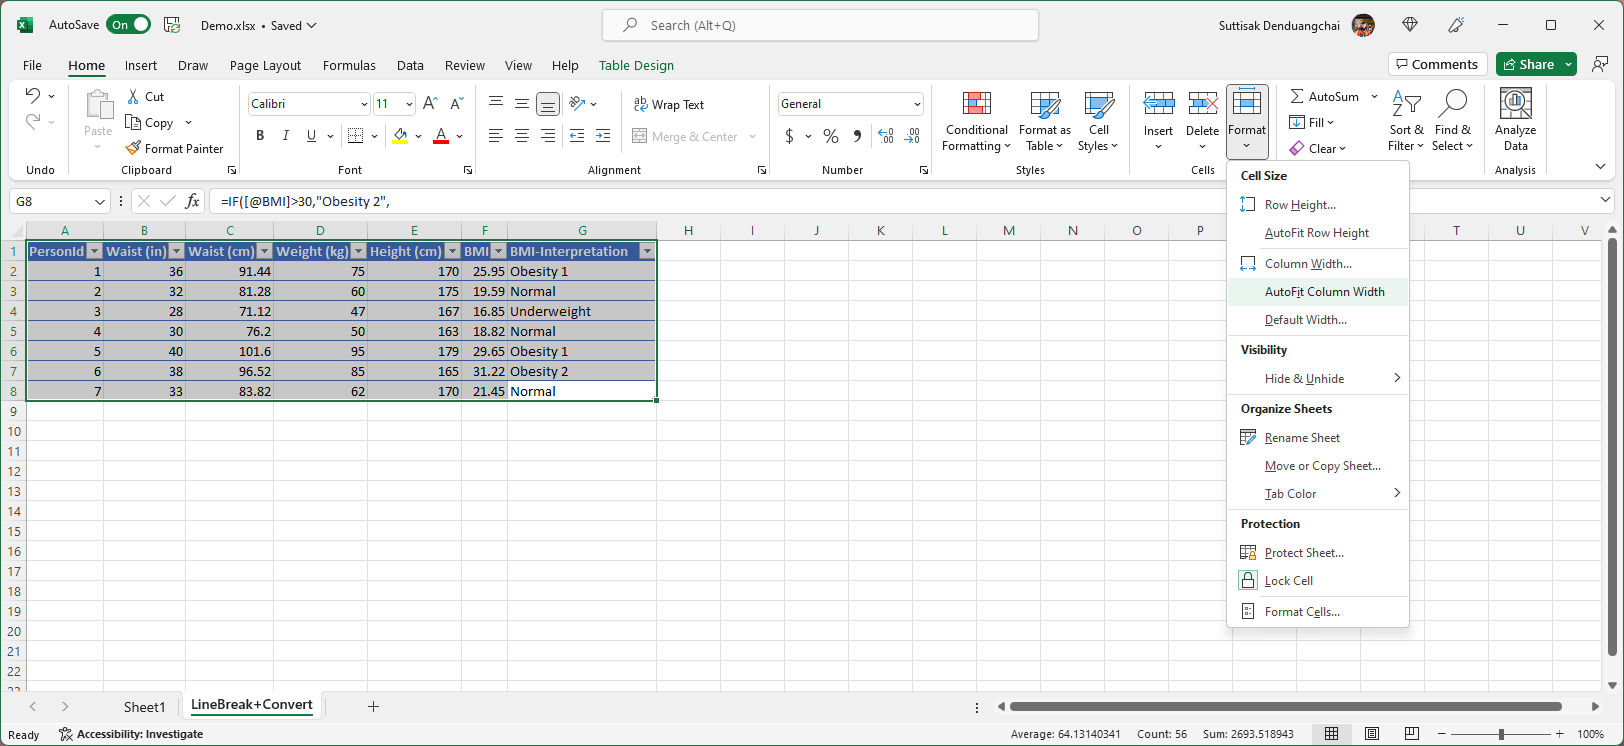 AutoSave On Demo.xlsx • Saved Search (Alt+Q) Suttisak Denduangchai
File Home Insert Draw Page Layout Formulas Data Review View Help Table Design Comments Share
Paste
Cut
Copy
Format Painter
Calibri 11
B I U
ab Wrap Text
Merge & Center
General
$ % 9
Conditional Formatting
Format as Table
Cell Styles
Insert
Delete
Format
AutoSum
Fill
Clear
Sort & Filter
Find & Select
Analyze Data
Undo Clipboard Font Alignment Number Styles Cells Analysis
G8 fx =IF([@BMI]>30,"Obesity 2",
A B C D E F G H I J K L M N O P T U V
1 PersonId Waist (in) Waist (cm) Weight (kg) Height (cm) BMI BMI-Interpretation
2 1 36 91.44 75 170 25.95 Obesity 1
3 2 32 81.28 60 175 19.59 Normal
4 3 28 71.12 47 167 16.85 Underweight
5 4 30 76.2 50 163 18.82 Normal
6 5 40 101.6 95 179 29.65 Obesity 1
7 6 38 96.52 85 165 31.22 Obesity 2
8 7 33 83.82 62 170 21.45 Normal
9
10
11
12
13
14
15
16
17
18
19
20
21
22
23
Cell Size
Row Height...
AutoFit Row Height
Column Width...
AutoFit Column Width
Default Width...
Visibility
Hide & Unhide
Organize Sheets
Rename Sheet
Move or Copy Sheet...
Tab Color
Protection
Protect Sheet...
Lock Cell
Format Cells...
Sheet1 LineBreak+Convert
Ready Accessibility: Investigate Average: 64.13140341 Count: 56 Sum: 2693.518943 100%